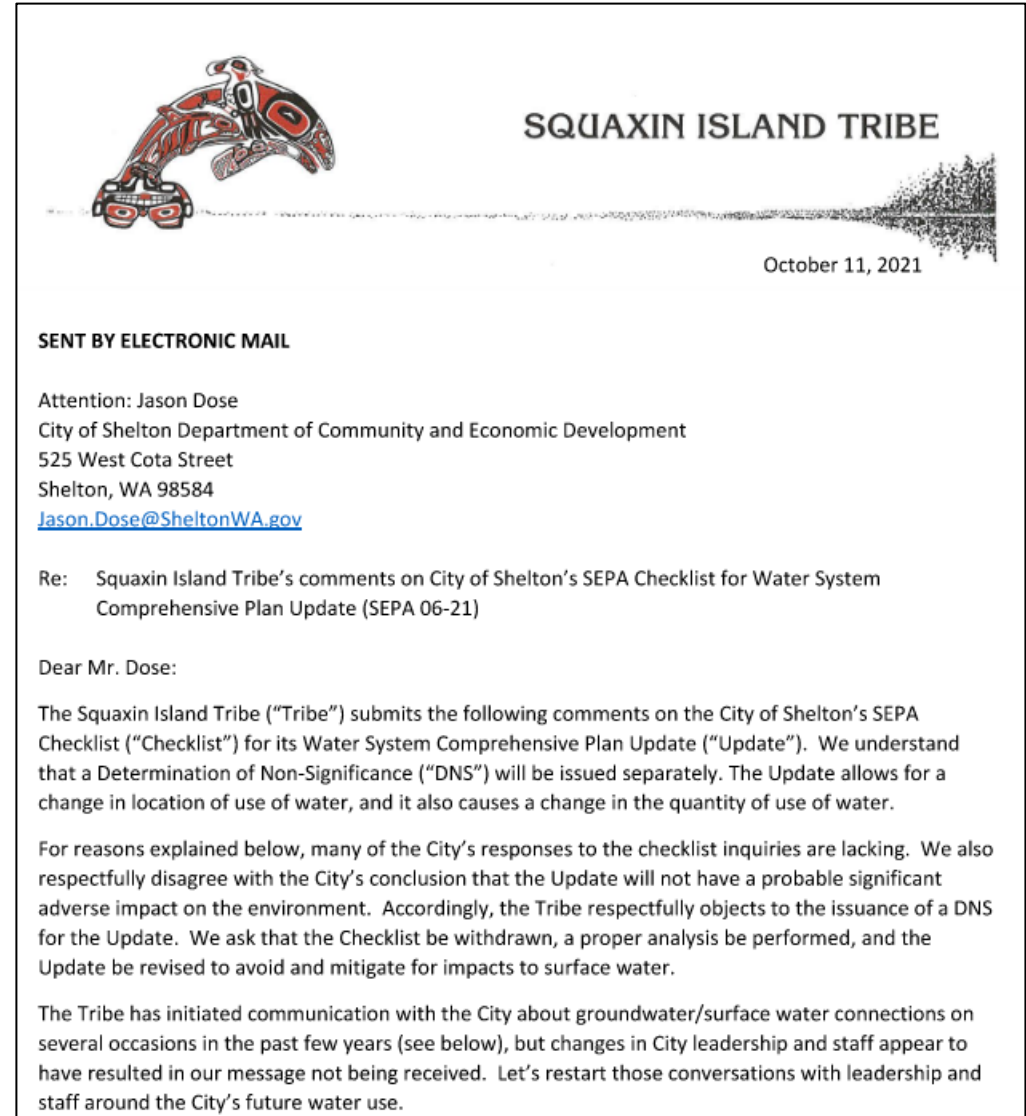 SQUAXIN ISLAND TRIBE
October 11, 2021
SENT BY ELECTRONIC MAIL
Attention: Jason Dose
City of Shelton Department of Community and Economic Development
525 West Cota Street
Shelton, WA 98584
Jason.Dose@SheltonWA.gov
Re: Squaxin Island Tribe’s comments on City of Shelton’s SEPA Checklist for Water System
Comprehensive Plan Update (SEPA 06-21)
Dear Mr. Dose:
The Squaxin Island Tribe (“Tribe”) submits the following comments on the City of Shelton’s SEPA
Checklist (“Checklist”) for its Water System Comprehensive Plan Update (“Update”).  We understand
that a Determination of Non-Significance (“DNS”) will be issued separately. The Update allows for a
change in location of use of water, and it also causes a change in the quantity of use of water.
For reasons explained below, many of the City’s responses to the checklist inquiries are lacking.  We also
respectfully disagree with the City’s conclusion that the Update will not have a probable significant
adverse impact on the environment.  Accordingly, the Tribe respectfully objects to the issuance of a DNS
for the Update.  We ask that the Checklist be withdrawn, a proper analysis be performed, and the
Update be revised to avoid and mitigate for impacts to surface water.
The Tribe has initiated communication with the City about groundwater/surface water connections on
several occasions in the past few years (see below), but changes in City leadership and staff appear to
have resulted in our message not being received.  Let’s restart those conversations with leadership and
staff around the City’s future water use.